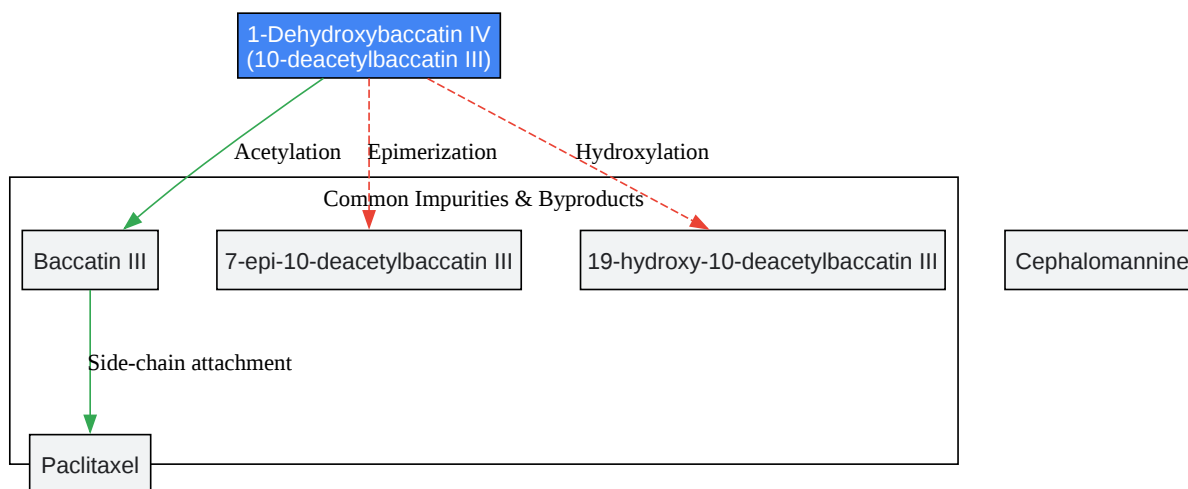 1-Dehydroxybaccatin IV
(10-deacetylbaccatin III)
Acetylation
Epimerization
Hydroxylation
Common Impurities & Byproducts
Baccatin III
7-epi-10-deacetylbaccatin III
19-hydroxy-10-deacetylbaccatin III
Cephalomannine
Side-chain attachment
Paclitaxel